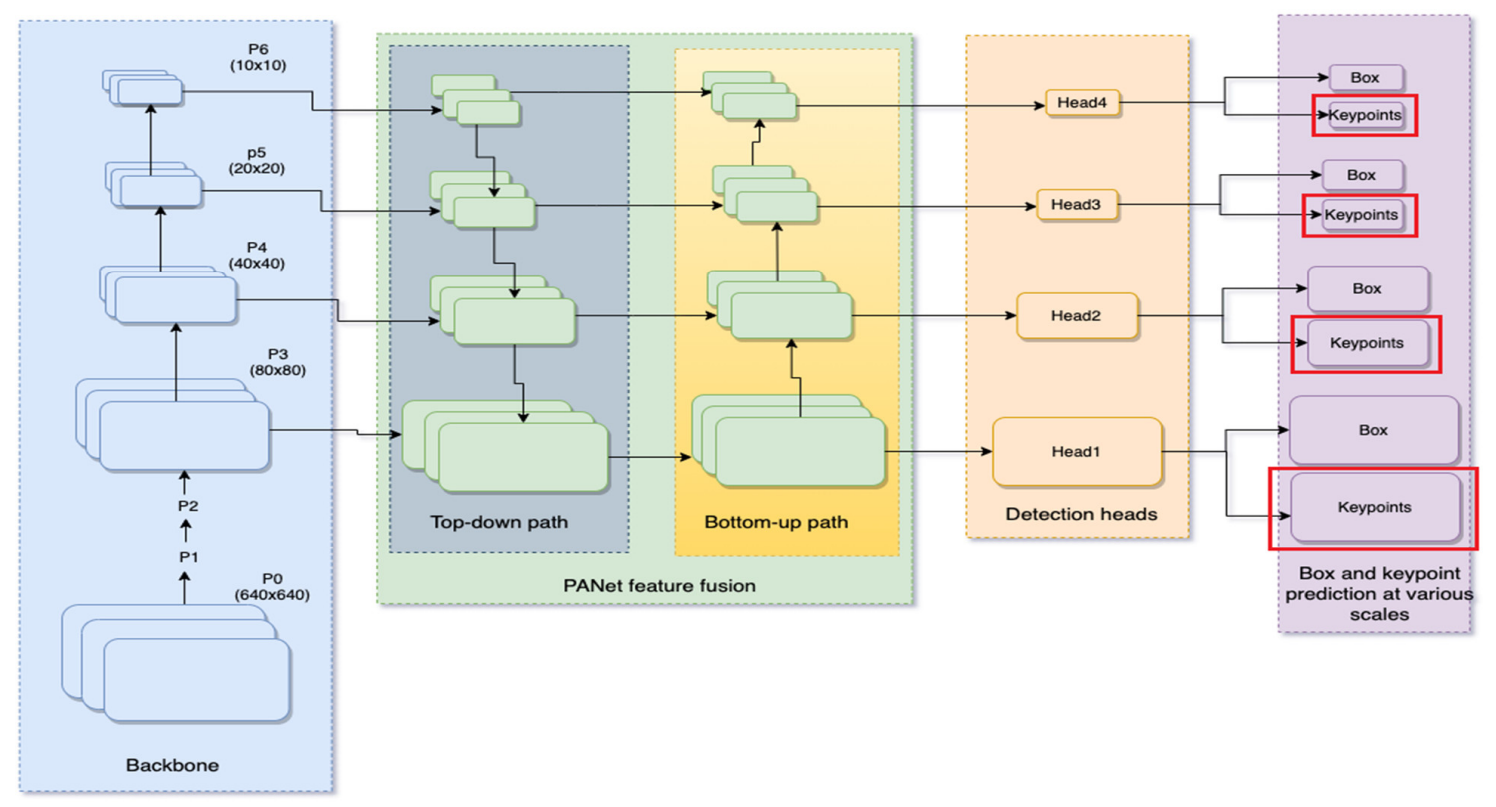 P6
(10x10)
p5
(20x20)
P4
(40x40)
P3
(80x80)
P2
P1
P0
(640x640)
Backbone
Top-down path
Bottom-up path
PANet feature fusion
Head4
Head3
Head2
Head1
Detection heads
Box
Keypoints
Box
Keypoints
Box
Keypoints
Box
Keypoints
Box and keypoint
prediction at various
scales